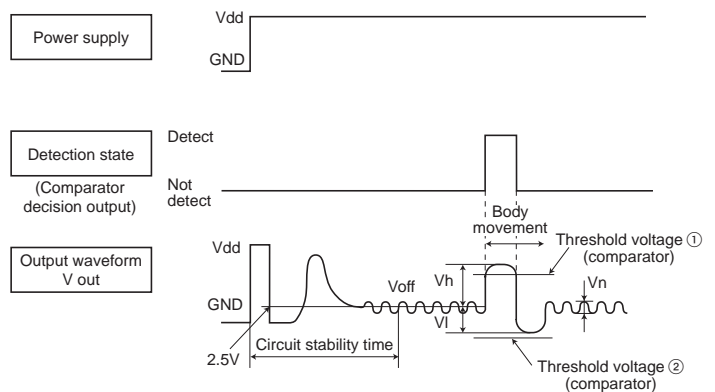 Power supply
Vdd
GND
Detection state
(Comparator
decision output)
Detect
Not
detect
Body
movement
Output waveform
V out
Vdd
GND
2.5V
Voff
Vh
Vl
Vn
Threshold voltage ①
(comparator)
Circuit stability time
Threshold voltage ②
(comparator)